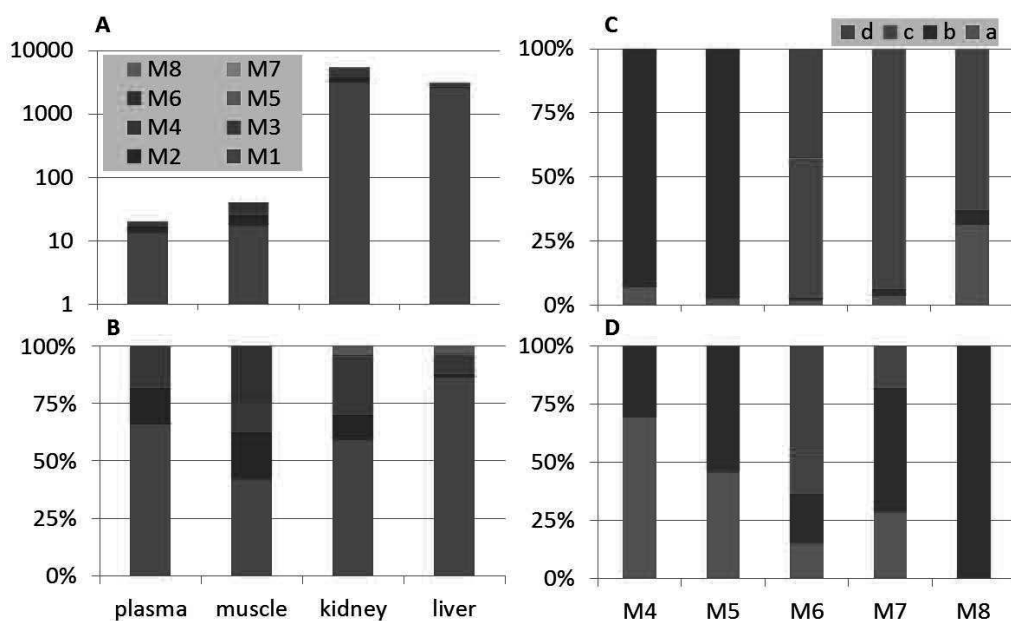 A
10000
1000
100
10
1
M8 M7
M6 M5
M4 M3
M2 M1
B
100%
75%
50%
25%
0%
plasma muscle kidney liver
C
d c b a
100%
75%
50%
25%
0%
D
100%
75%
50%
25%
0%
M4 M5 M6 M7 M8